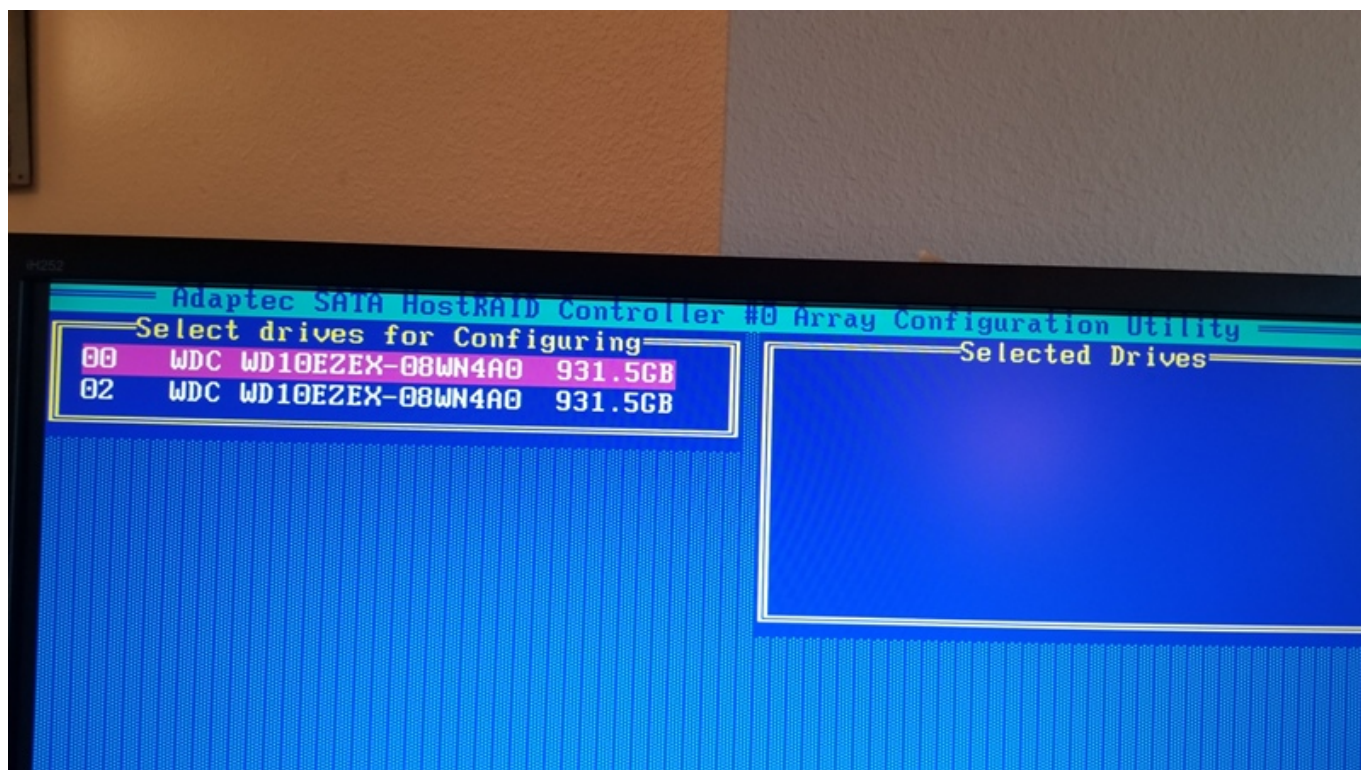 Adaptec SATA HostRAID Controller #0 Array Configuration Utility
Select drives for Configuring
00 WDC WD10EZEX-08WN4A0 931.5GB
02 WDC WD10EZEX-08WN4A0 931.5GB
Selected Drives